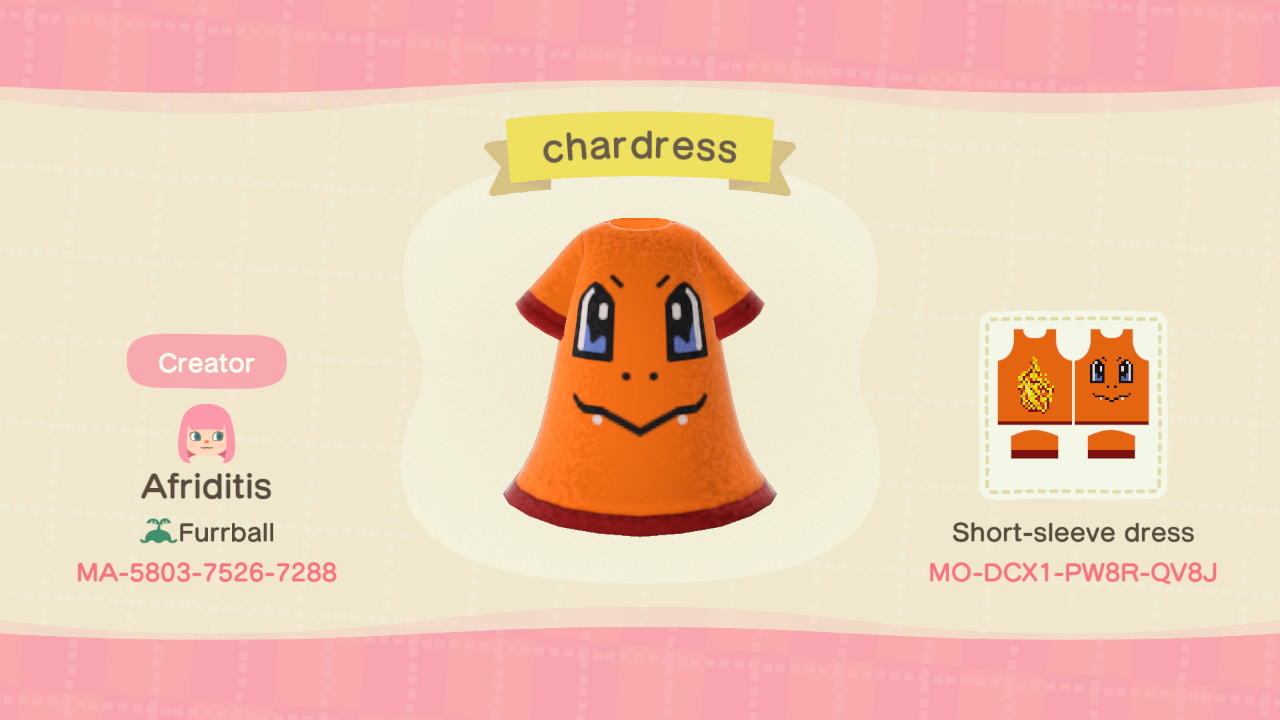 chardress
Creator
Afriditis
Furrball
MA-5803-7526-7288
Short-sleeve dress
MO-DCX1-PW8R-QV8J